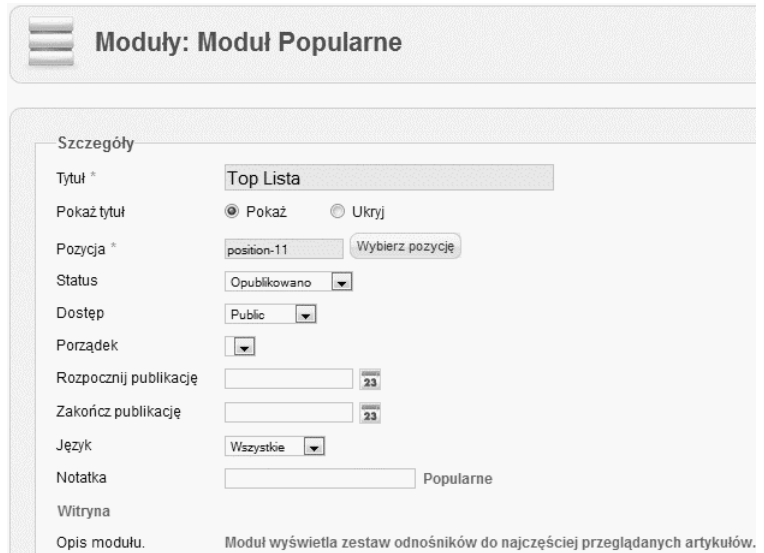 Moduły: Moduł Popularne
Szczegóły
Tytuł * Top Lista
Pokaż tytuł Pokaż Ukryj
Pozycja * position-11 Wybierz pozycję
Status Opublikowano
Dostęp Public
Porządek
Rozpocznij publikację 23
Zakończ publikację 23
Język Wszystkie
Notatka Popularne
Witryna
Opis modułu. Moduł wyświetla zestaw odnośników do najczęściej przeglądanych artykułów.